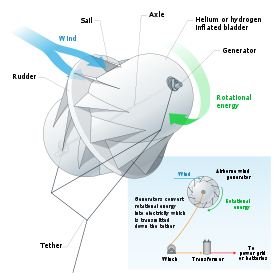 Sail
Axle
Helium or hydrogen
inflated bladder
Wind
Generator
Rudder
Rotational
energy
Tether
Wind
Airborne wind
generator
Generators convert
rotational energy
into electricity which
is transmitted
down the tether
Rotational
energy
Winch
Transformer
To
power grid
or batteries